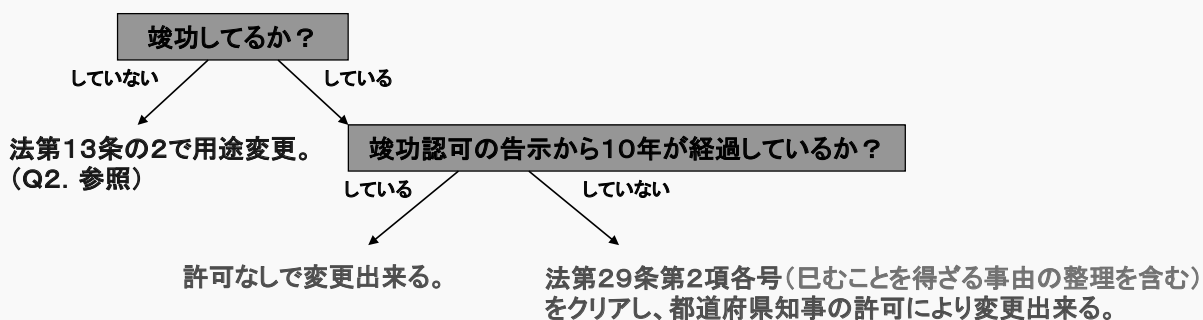 竣功してるか？
していない
している
法第13条の2で用途変更。
（Q2．参照）
竣功認可の告示から10年が経過しているか？
している
していない
許可なしで変更出来る。
法第29条第2項各号（巳むことを得ざる事由の整理を含む）
をクリアし、都道府県知事の許可により変更出来る。